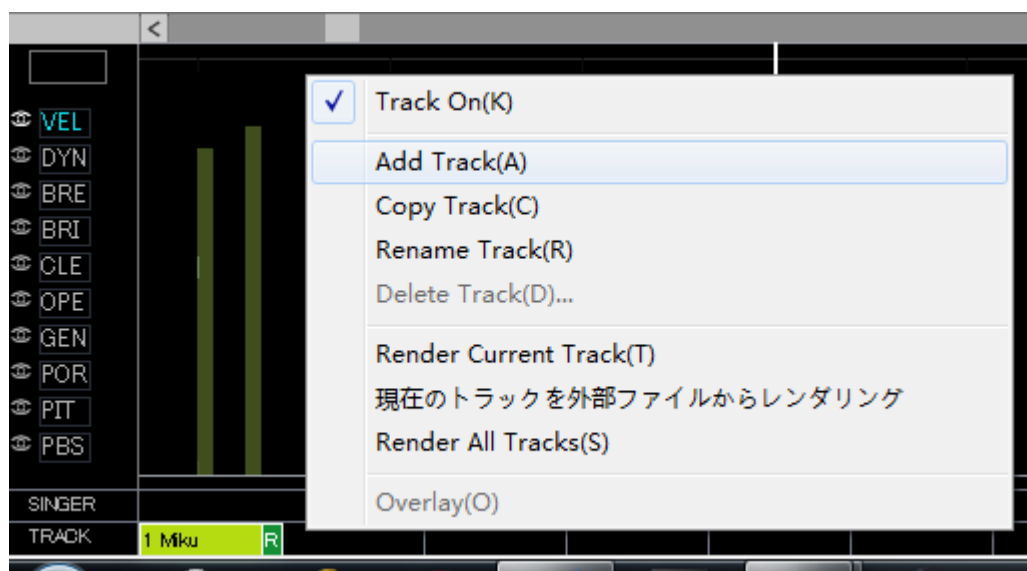 <
VEL
DYN
BRE
BRI
CLE
OPE
GEN
POR
PIT
PBS
SINGER
TRACK
1 Miku R
Track On(K)
Add Track(A)
Copy Track(C)
Rename Track(R)
Delete Track(D)...
Render Current Track(T)
現在のトラックを外部ファイルからレンダリング
Render All Tracks(S)
Overlay(O)